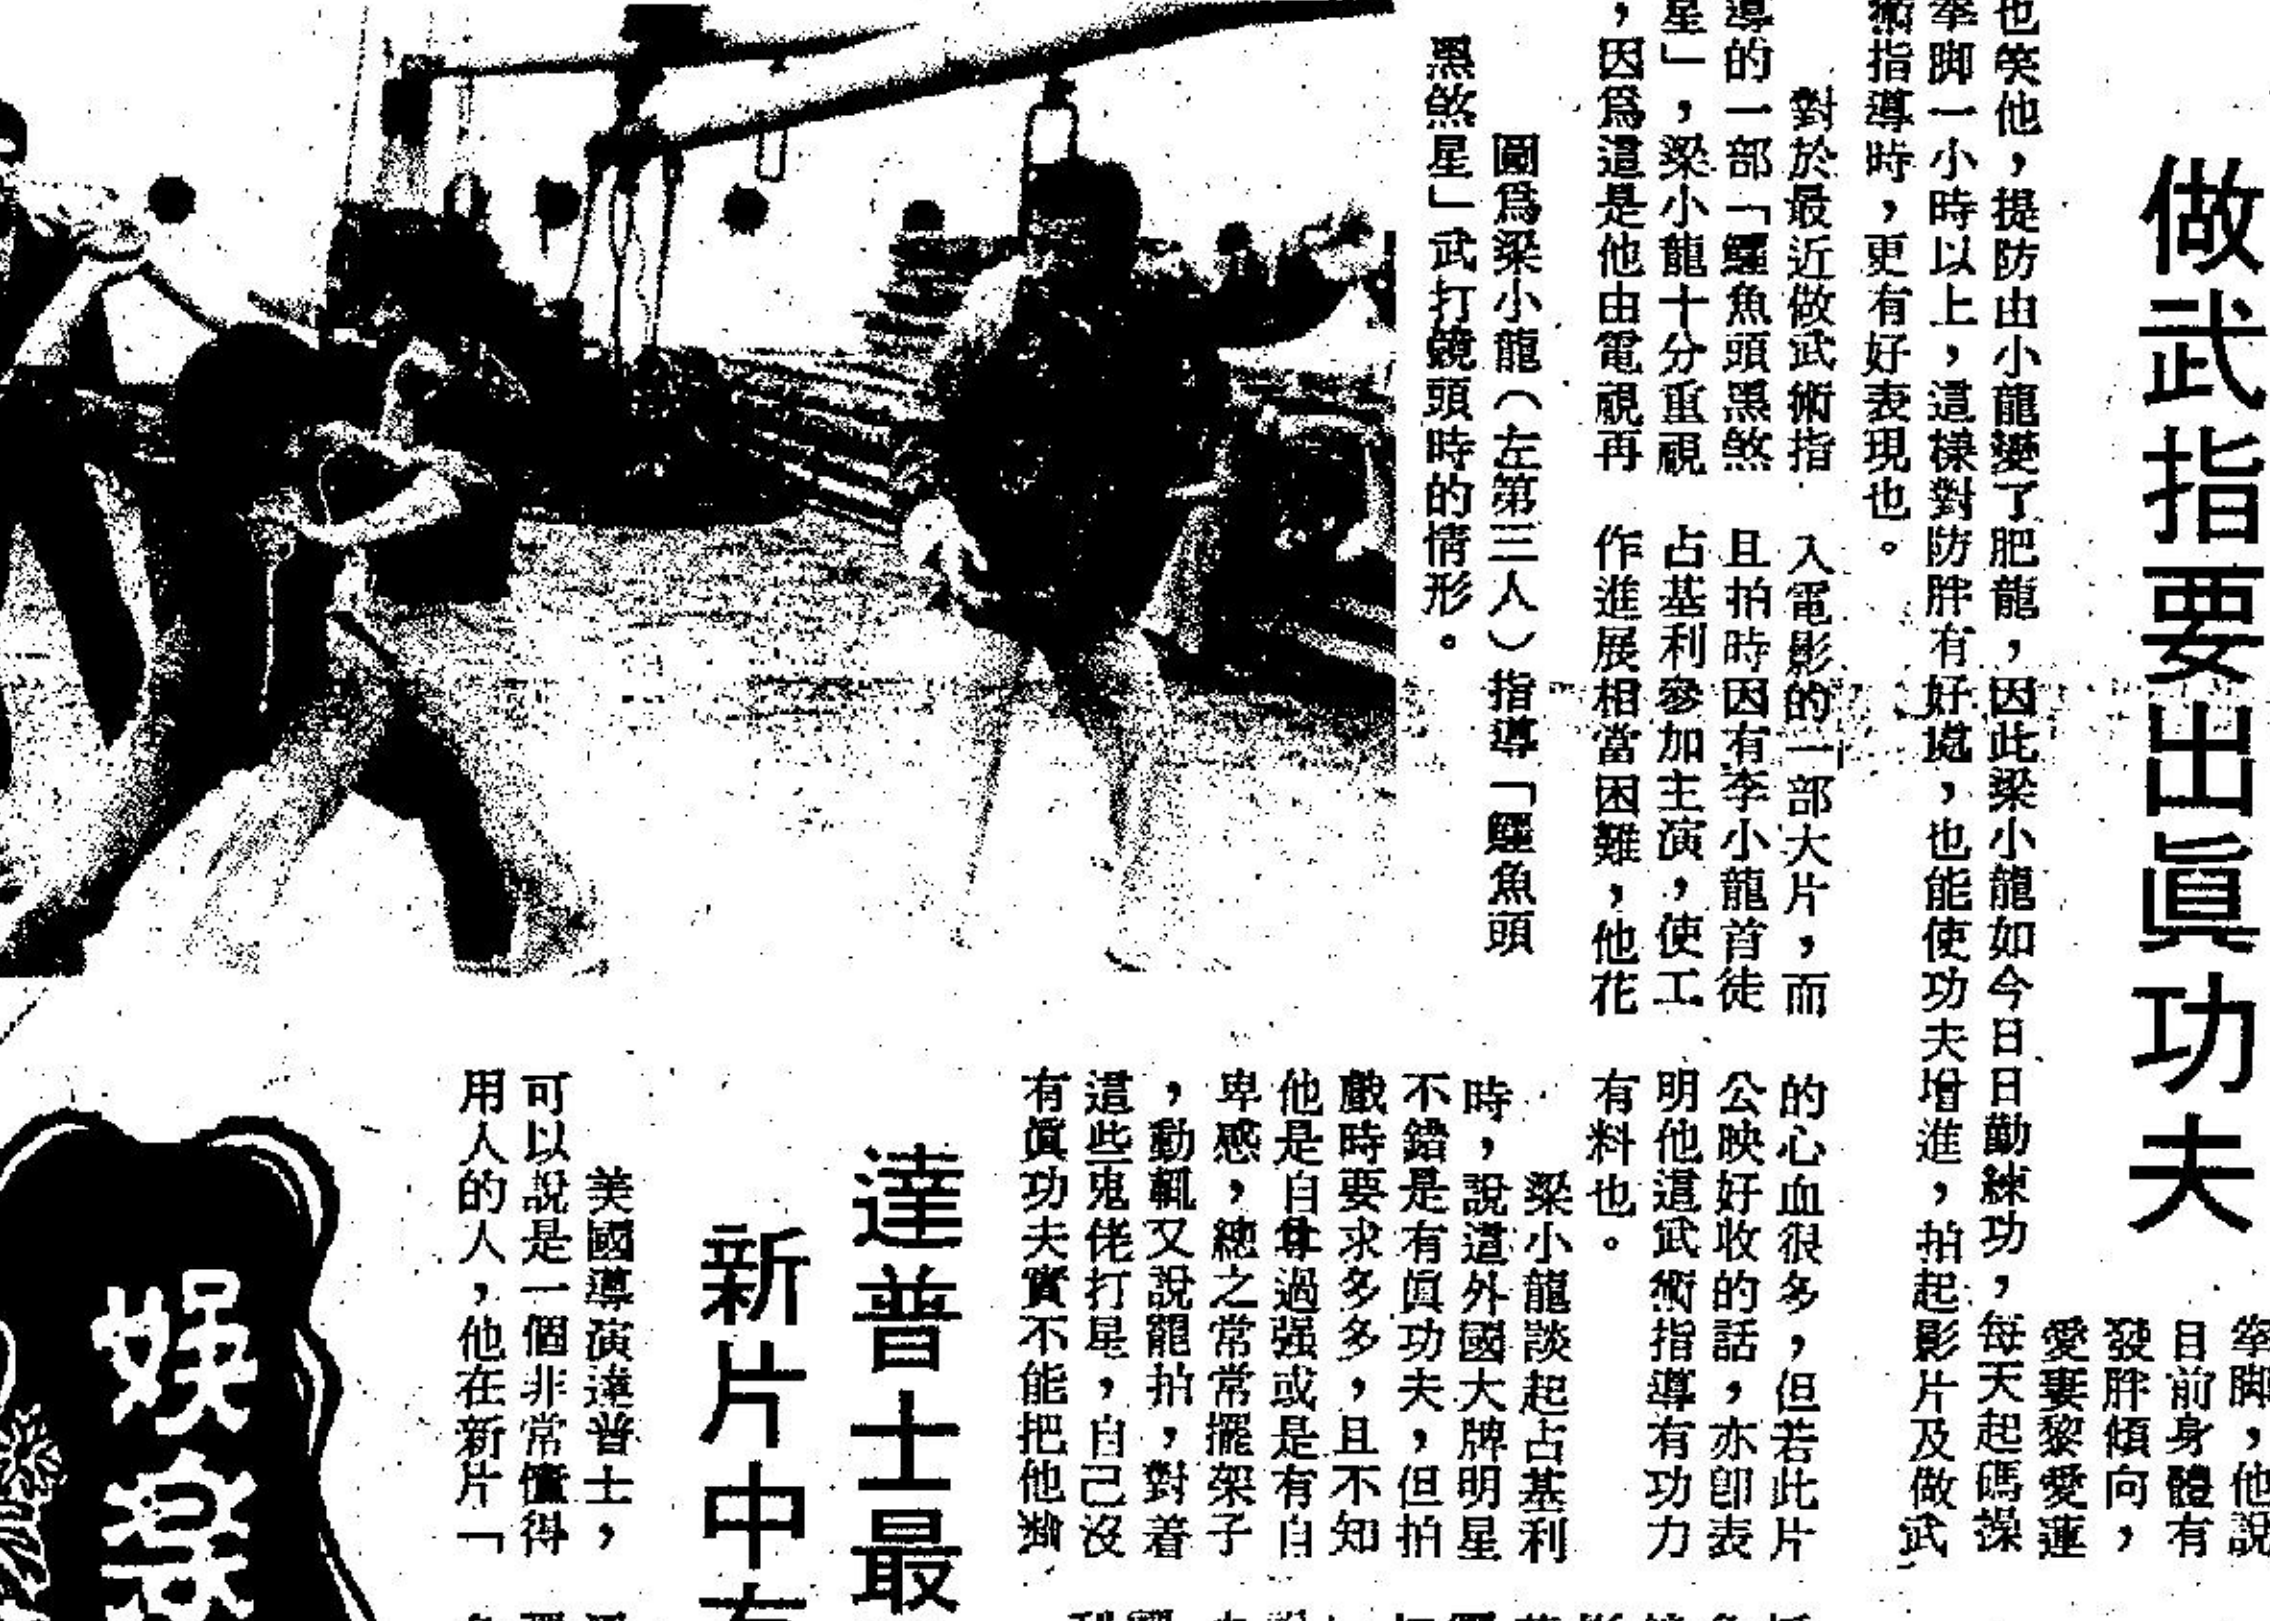 做武指要出眞功夫
拳脚，他說
目前身體有
發胖傾向，
愛妻黎愛蓮
也笑他，提防由小龍變了肥龍，因此梁小龍如今日日勤練功，每天起碼操
拳脚一小時以上，這樣對防胖有好處，也能使功夫增進，拍起影片及做武
術指導時，更有好表現也。
對於最近做武術指
導的一部「鱷魚頭黑煞
星」，梁小龍十分重視
，因爲這是他由電視再
入電影的一部大片，而
且拍時因有李小龍首徒
占基利參加主演，使工
作進展相當困難，他花
的心血很多，但若此片
公映好收的話，亦卽表
明他這武術指導有功力
有料也。
梁小龍談起占基利
時，說這外國大牌明星
不錯是有眞功夫，但拍
戲時要求多多，且不知
他是自尊過强或是有自
卑感，總之常常擺架子
，動輒又說罷拍，對着
這些鬼佬打星，自己沒
有眞功夫實不能把他
圖爲梁小龍（左第三人）指導「鱷魚頭
黑煞星」武打鏡頭時的情形。
達普士最
新片中
美國導演達普士，
可以說是一個非常懂得
用人的人，他在新片「
娛樂